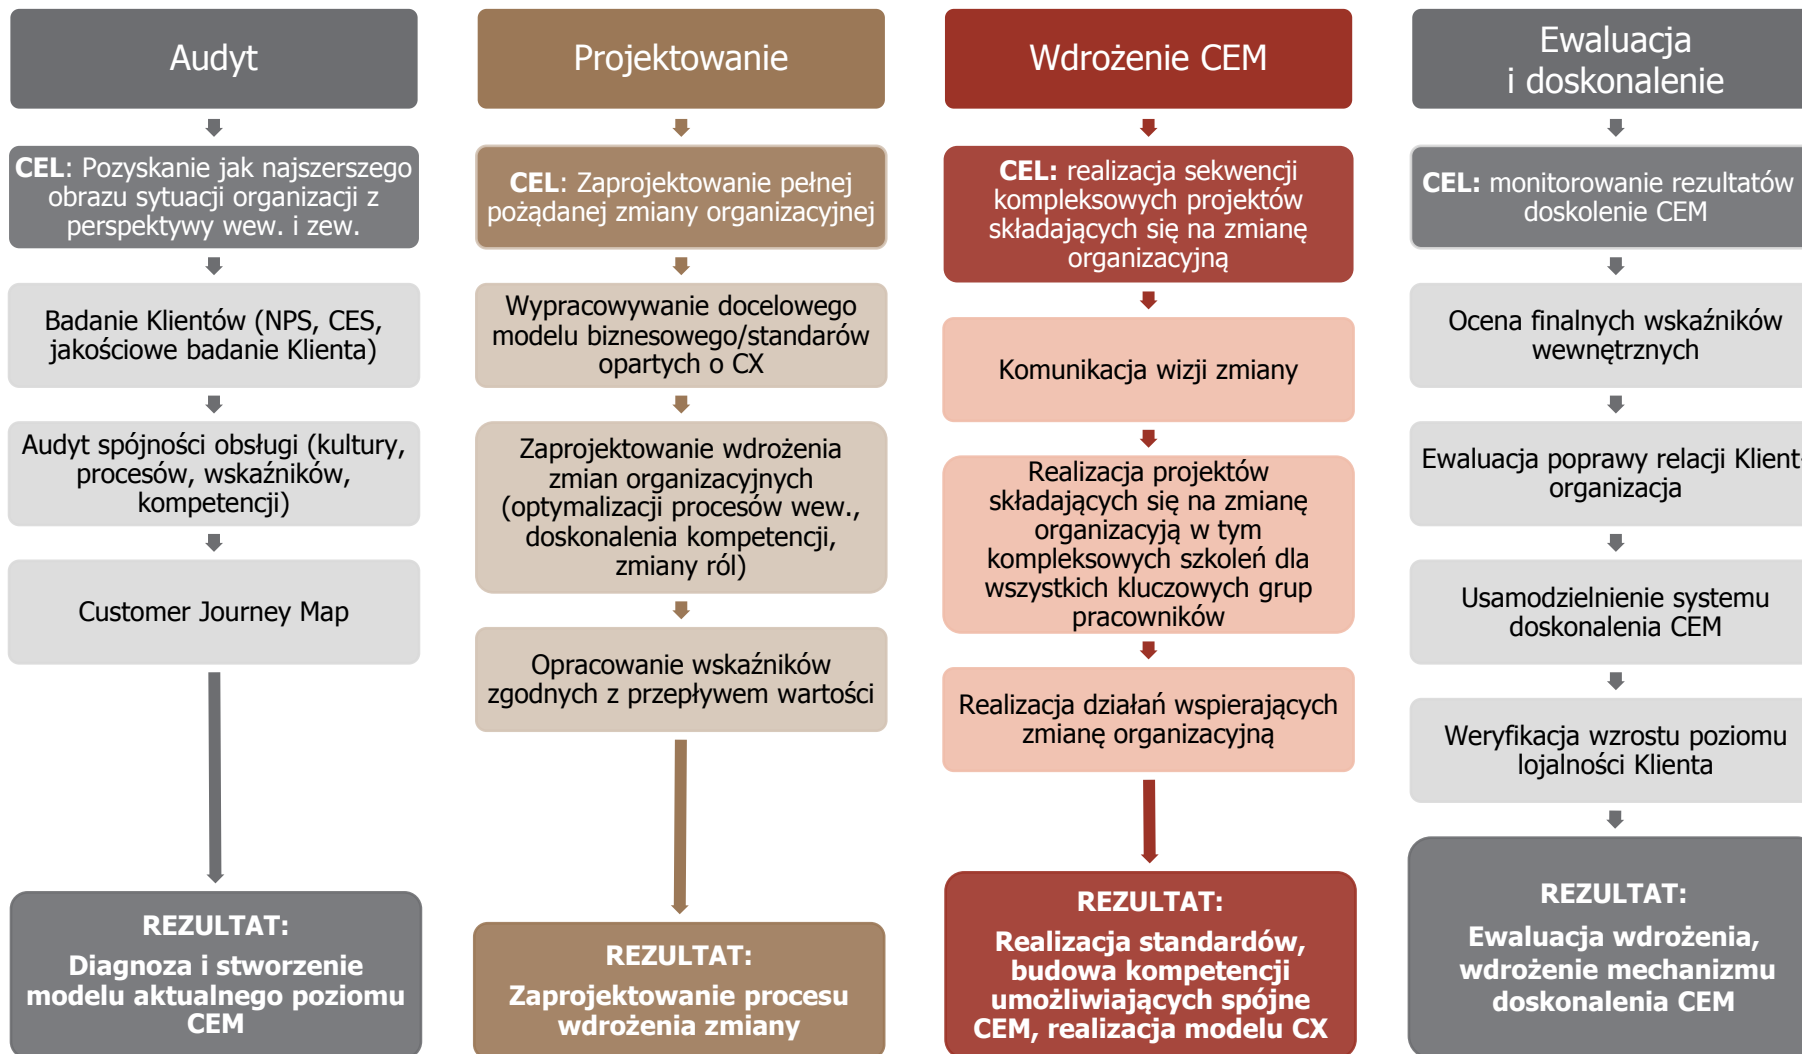 Audyt
CEL: Pozyskanie jak najszerszego
obrazu sytuacji organizacji z
perspektywy wew. i zew.
Badanie Klientów (NPS, CES,
jakościowe badanie Klienta)
Audyt spójności obsługi (kultury,
procesów, wskaźników,
kompetencji)
Customer Journey Map
REZULTAT:
Diagnoza i stworzenie
modelu aktualnego poziomu
CEM
Projektowanie
CEL: Zaprojektowanie pełnej
pożądanej zmiany organizacyjnej
Wypracowywanie docelowego
modelu biznesowego/standarów
opartych o CX
Zaprojektowanie wdrożenia
zmian organizacyjnych
(optymalizacji procesów wew.,
doskonalenia kompetencji,
zmiany ról)
Opracowanie wskaźników
zgodnych z przepływem wartości
REZULTAT:
Zaprojektowanie procesu
wdrożenia zmiany
Wdrożenie CEM
CEL: realizacja sekwencji
kompleksowych projektów
składających się na zmianę
organizacyjną
Komunikacja wizji zmiany
Realizacja projektów
składających się na zmianę
organizacyją w tym
kompleksowych szkoleń dla
wszystkich kluczowych grup
pracowników
Realizacja działań wspierających
zmianę organizacyjną
REZULTAT:
Realizacja standardów,
budowa kompetencji
umożliwiających spójne
CEM, realizacja modelu CX
Ewaluacja
i doskonalenie
CEL: monitorowanie rezultatów
doskolenie CEM
Ocena finalnych wskaźników
wewnętrznych
Ewaluacja poprawy relacji Klient-
organizacja
Usamodzielnienie systemu
doskonalenia CEM
Weryfikacja wzrostu poziomu
lojalności Klienta
REZULTAT:
Ewaluacja wdrożenia,
wdrożenie mechanizmu
doskonalenia CEM